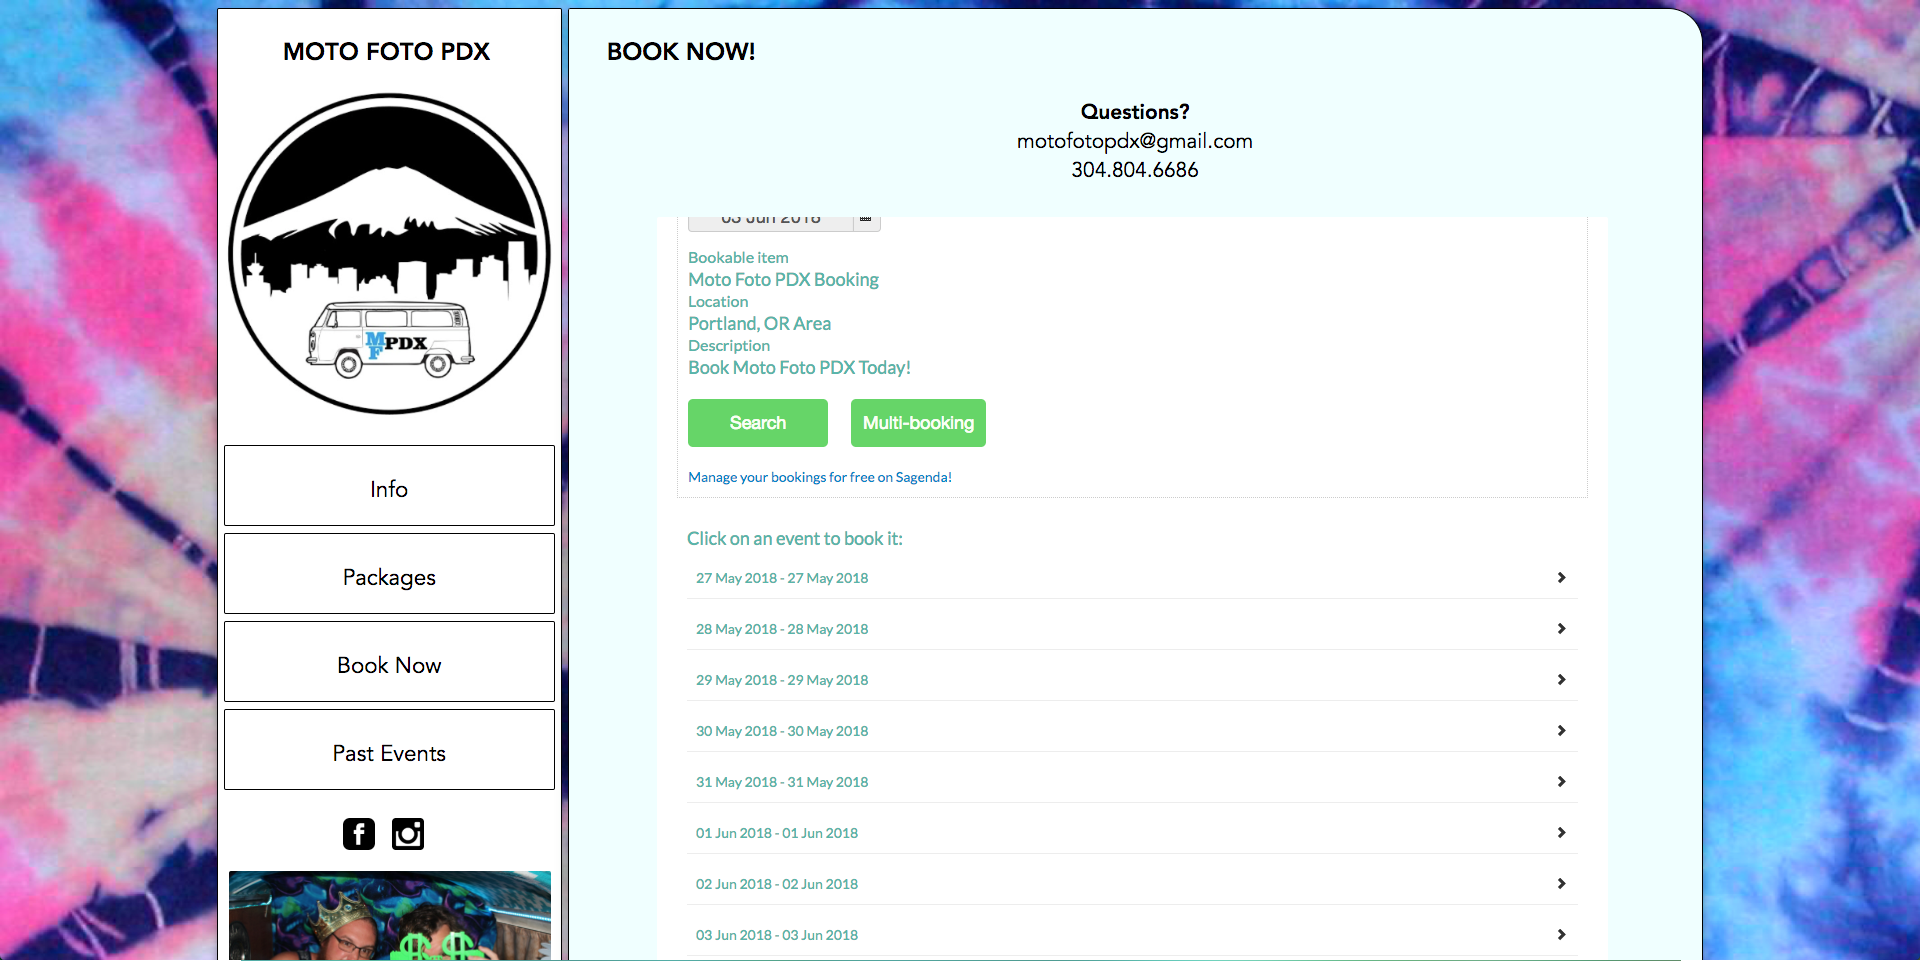 MOTO FOTO PDX
MF PDX
Info
Packages
Book Now
Past Events
BOOK NOW!
Questions?
motofotopdx@gmail.com
304.804.6686
03 Jun 2018
Bookable item
Moto Foto PDX Booking
Location
Portland, OR Area
Description
Book Moto Foto PDX Today!
Search
Multi-booking
Manage your bookings for free on Sagenda!
Click on an event to book it:
27 May 2018 - 27 May 2018
28 May 2018 - 28 May 2018
29 May 2018 - 29 May 2018
30 May 2018 - 30 May 2018
31 May 2018 - 31 May 2018
01 Jun 2018 - 01 Jun 2018
02 Jun 2018 - 02 Jun 2018
03 Jun 2018 - 03 Jun 2018